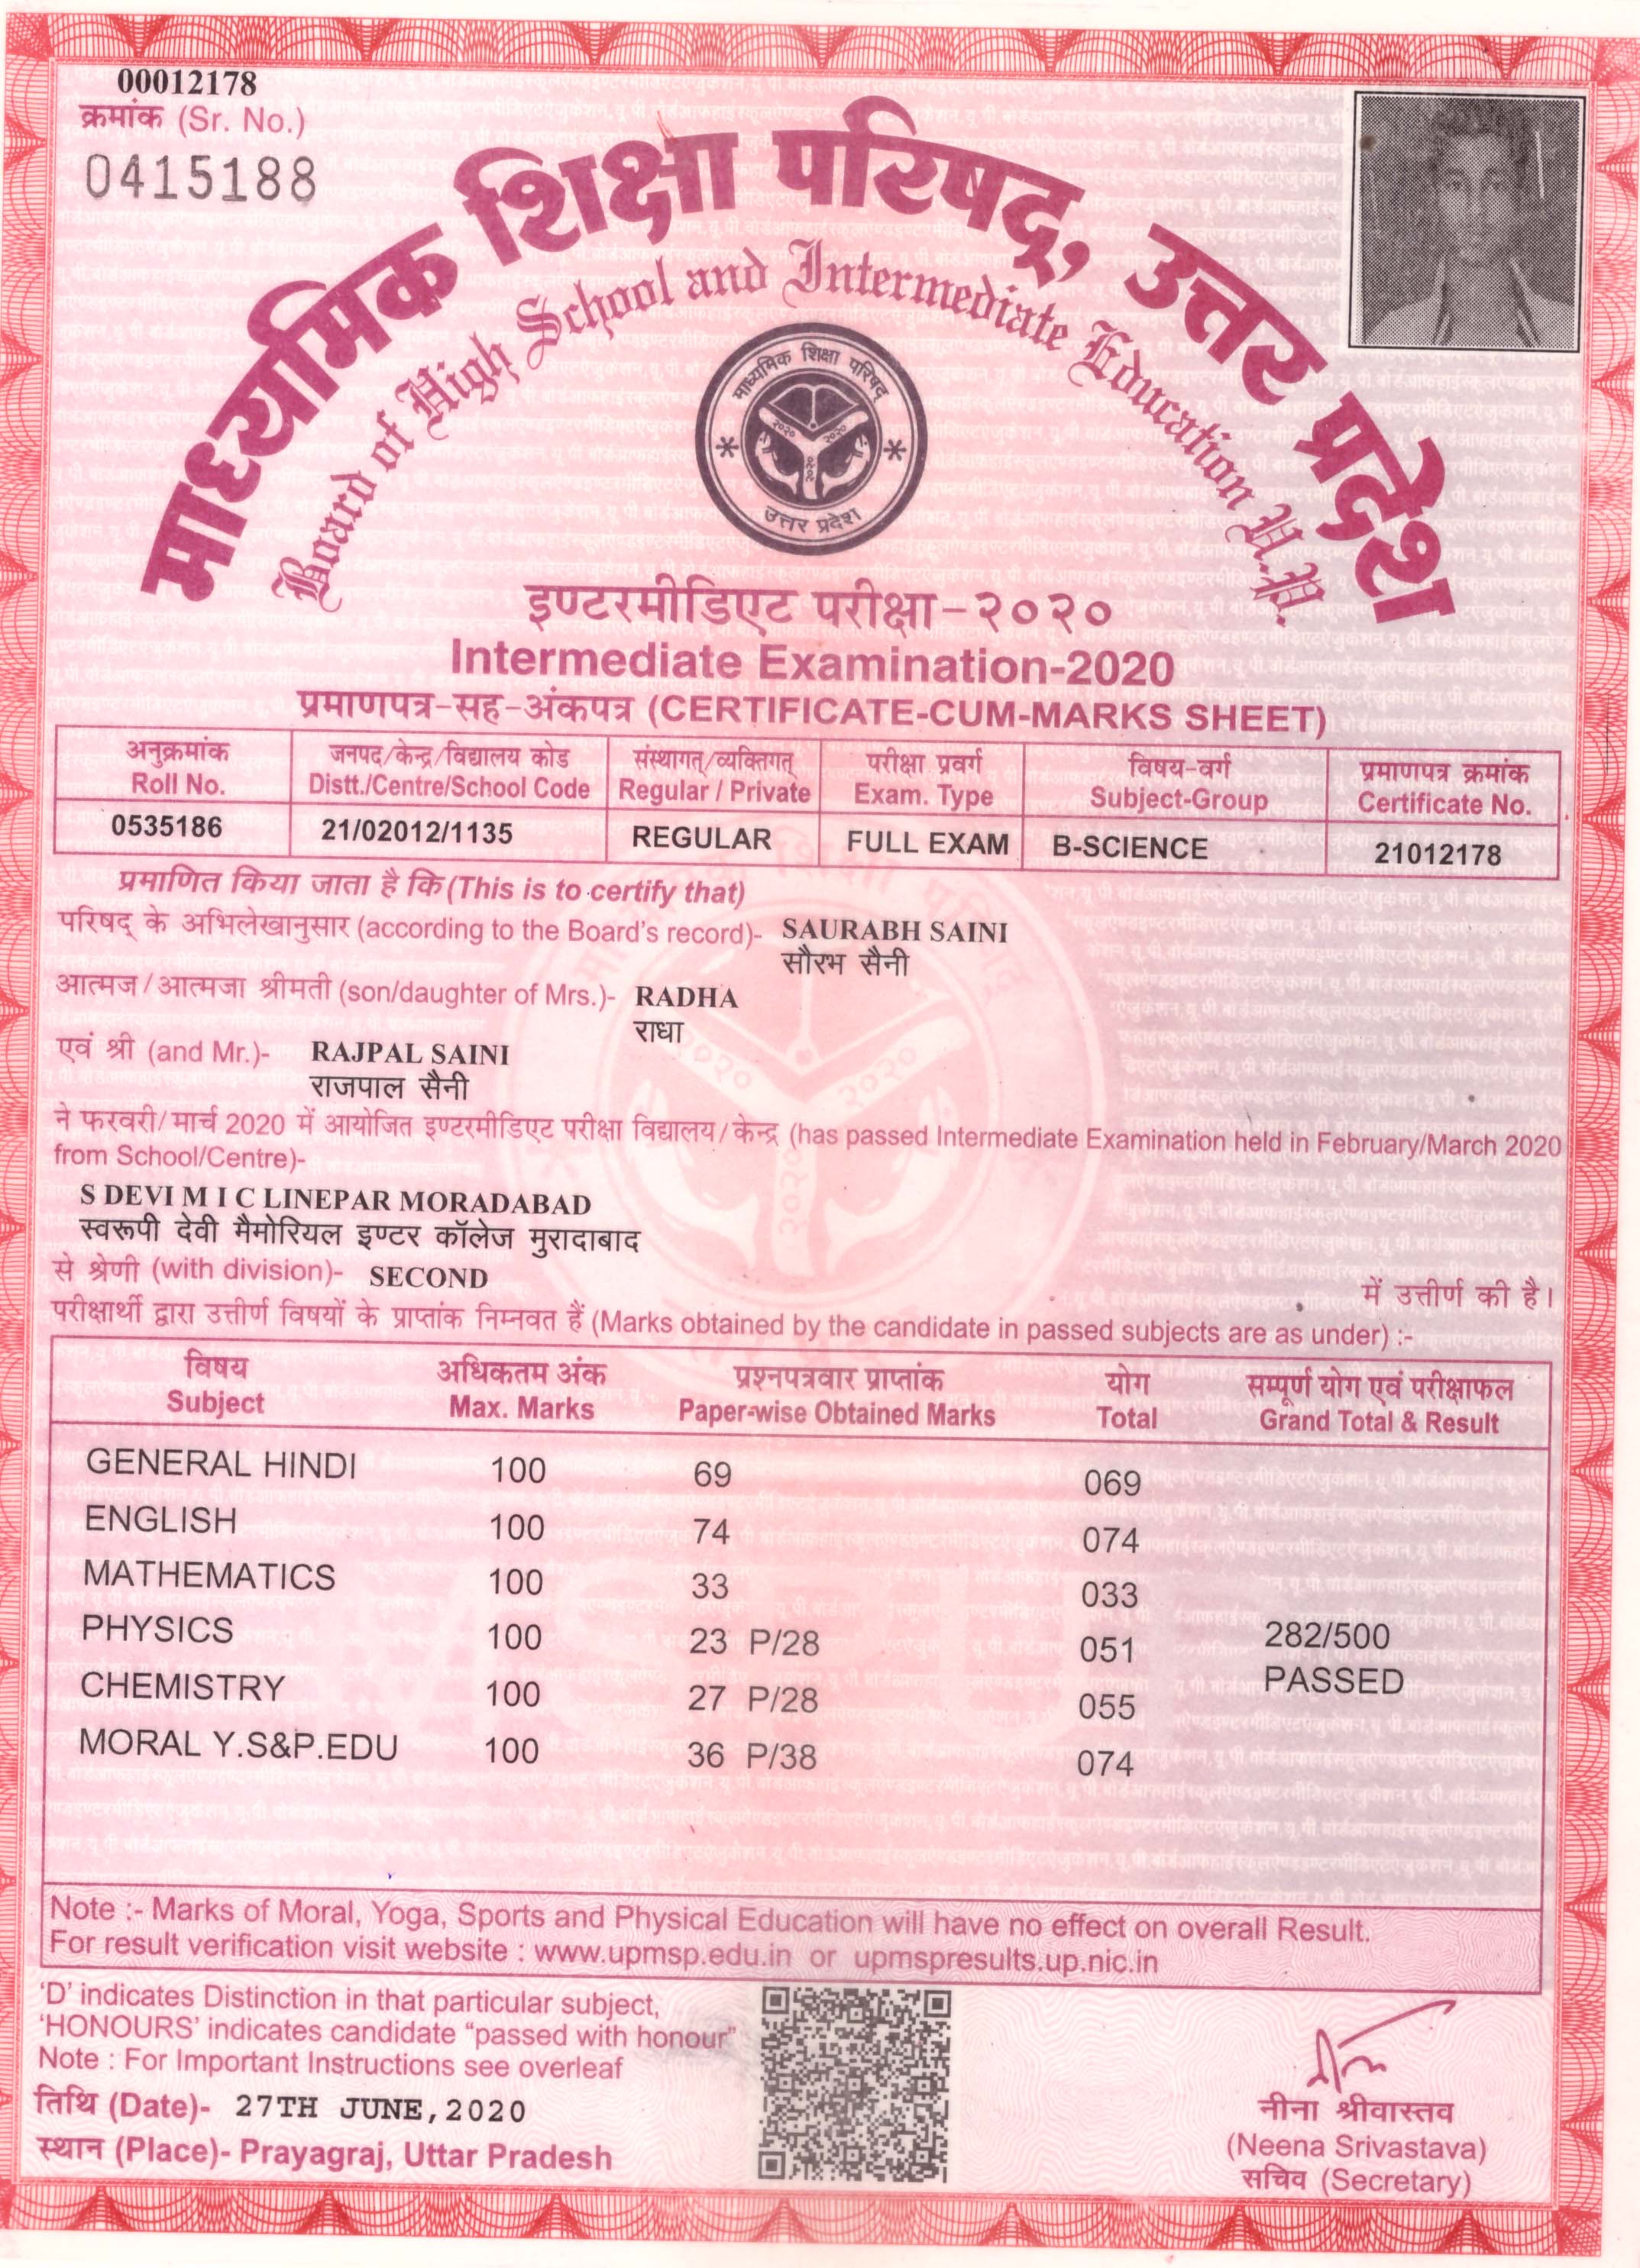 00012178
क्रमांक (Sr. No.)
0415188
माध्यमिक शिक्षा परिषद्, उत्तर प्रदेश
Board of High School and Intermediate Education U.P.
माध्यमिक शिक्षा परिषद्
२०२० २०२०
२०२०
उत्तर प्रदेश
इण्टरमीडिएट परीक्षा-२०२०
Intermediate Examination-2020
प्रमाणपत्र-सह-अंकपत्र (CERTIFICATE-CUM-MARKS SHEET)
अनुक्रमांक जनपद/केन्द्र/विद्यालय कोड संस्थागत्/व्यक्तिगत् परीक्षा प्रवर्ग विषय-वर्ग प्रमाणपत्र क्रमांक
Roll No. Distt./Centre/School Code Regular / Private Exam. Type Subject-Group Certificate No.
0535186 21/02012/1135 REGULAR FULL EXAM B-SCIENCE 21012178
प्रमाणित किया जाता है कि (This is to certify that)
परिषद् के अभिलेखानुसार (according to the Board's record)- SAURABH SAINI
सौरभ सैनी
आत्मज/आत्मजा श्रीमती (son/daughter of Mrs.)- RADHA
राधा
एवं श्री (and Mr.)- RAJPAL SAINI
राजपाल सैनी
ने फरवरी/मार्च 2020 में आयोजित इण्टरमीडिएट परीक्षा विद्यालय/केन्द्र (has passed Intermediate Examination held in February/March 2020
from School/Centre)-
S DEVI M I C LINEPAR MORADABAD
स्वरूपी देवी मैमोरियल इण्टर कॉलेज मुरादाबाद
से श्रेणी (with division)- SECOND में उत्तीर्ण की है।
परीक्षार्थी द्वारा उत्तीर्ण विषयों के प्राप्तांक निम्नवत हैं (Marks obtained by the candidate in passed subjects are as under) :-
विषय अधिकतम अंक प्रश्नपत्रवार प्राप्तांक योग सम्पूर्ण योग एवं परीक्षाफल
Subject Max. Marks Paper-wise Obtained Marks Total Grand Total & Result
GENERAL HINDI 100 69 069
ENGLISH 100 74 074
MATHEMATICS 100 33 033
PHYSICS 100 23 P/28 051 282/500
CHEMISTRY 100 27 P/28 055 PASSED
MORAL Y.S&P.EDU 100 36 P/38 074
Note :- Marks of Moral, Yoga, Sports and Physical Education will have no effect on overall Result.
For result verification visit website : www.upmsp.edu.in or upmspresults.up.nic.in
'D' indicates Distinction in that particular subject,
'HONOURS' indicates candidate "passed with honour"
Note : For Important Instructions see overleaf
तिथि (Date)- 27TH JUNE,2020
स्थान (Place)- Prayagraj, Uttar Pradesh
नीना श्रीवास्तव
(Neena Srivastava)
सचिव (Secretary)